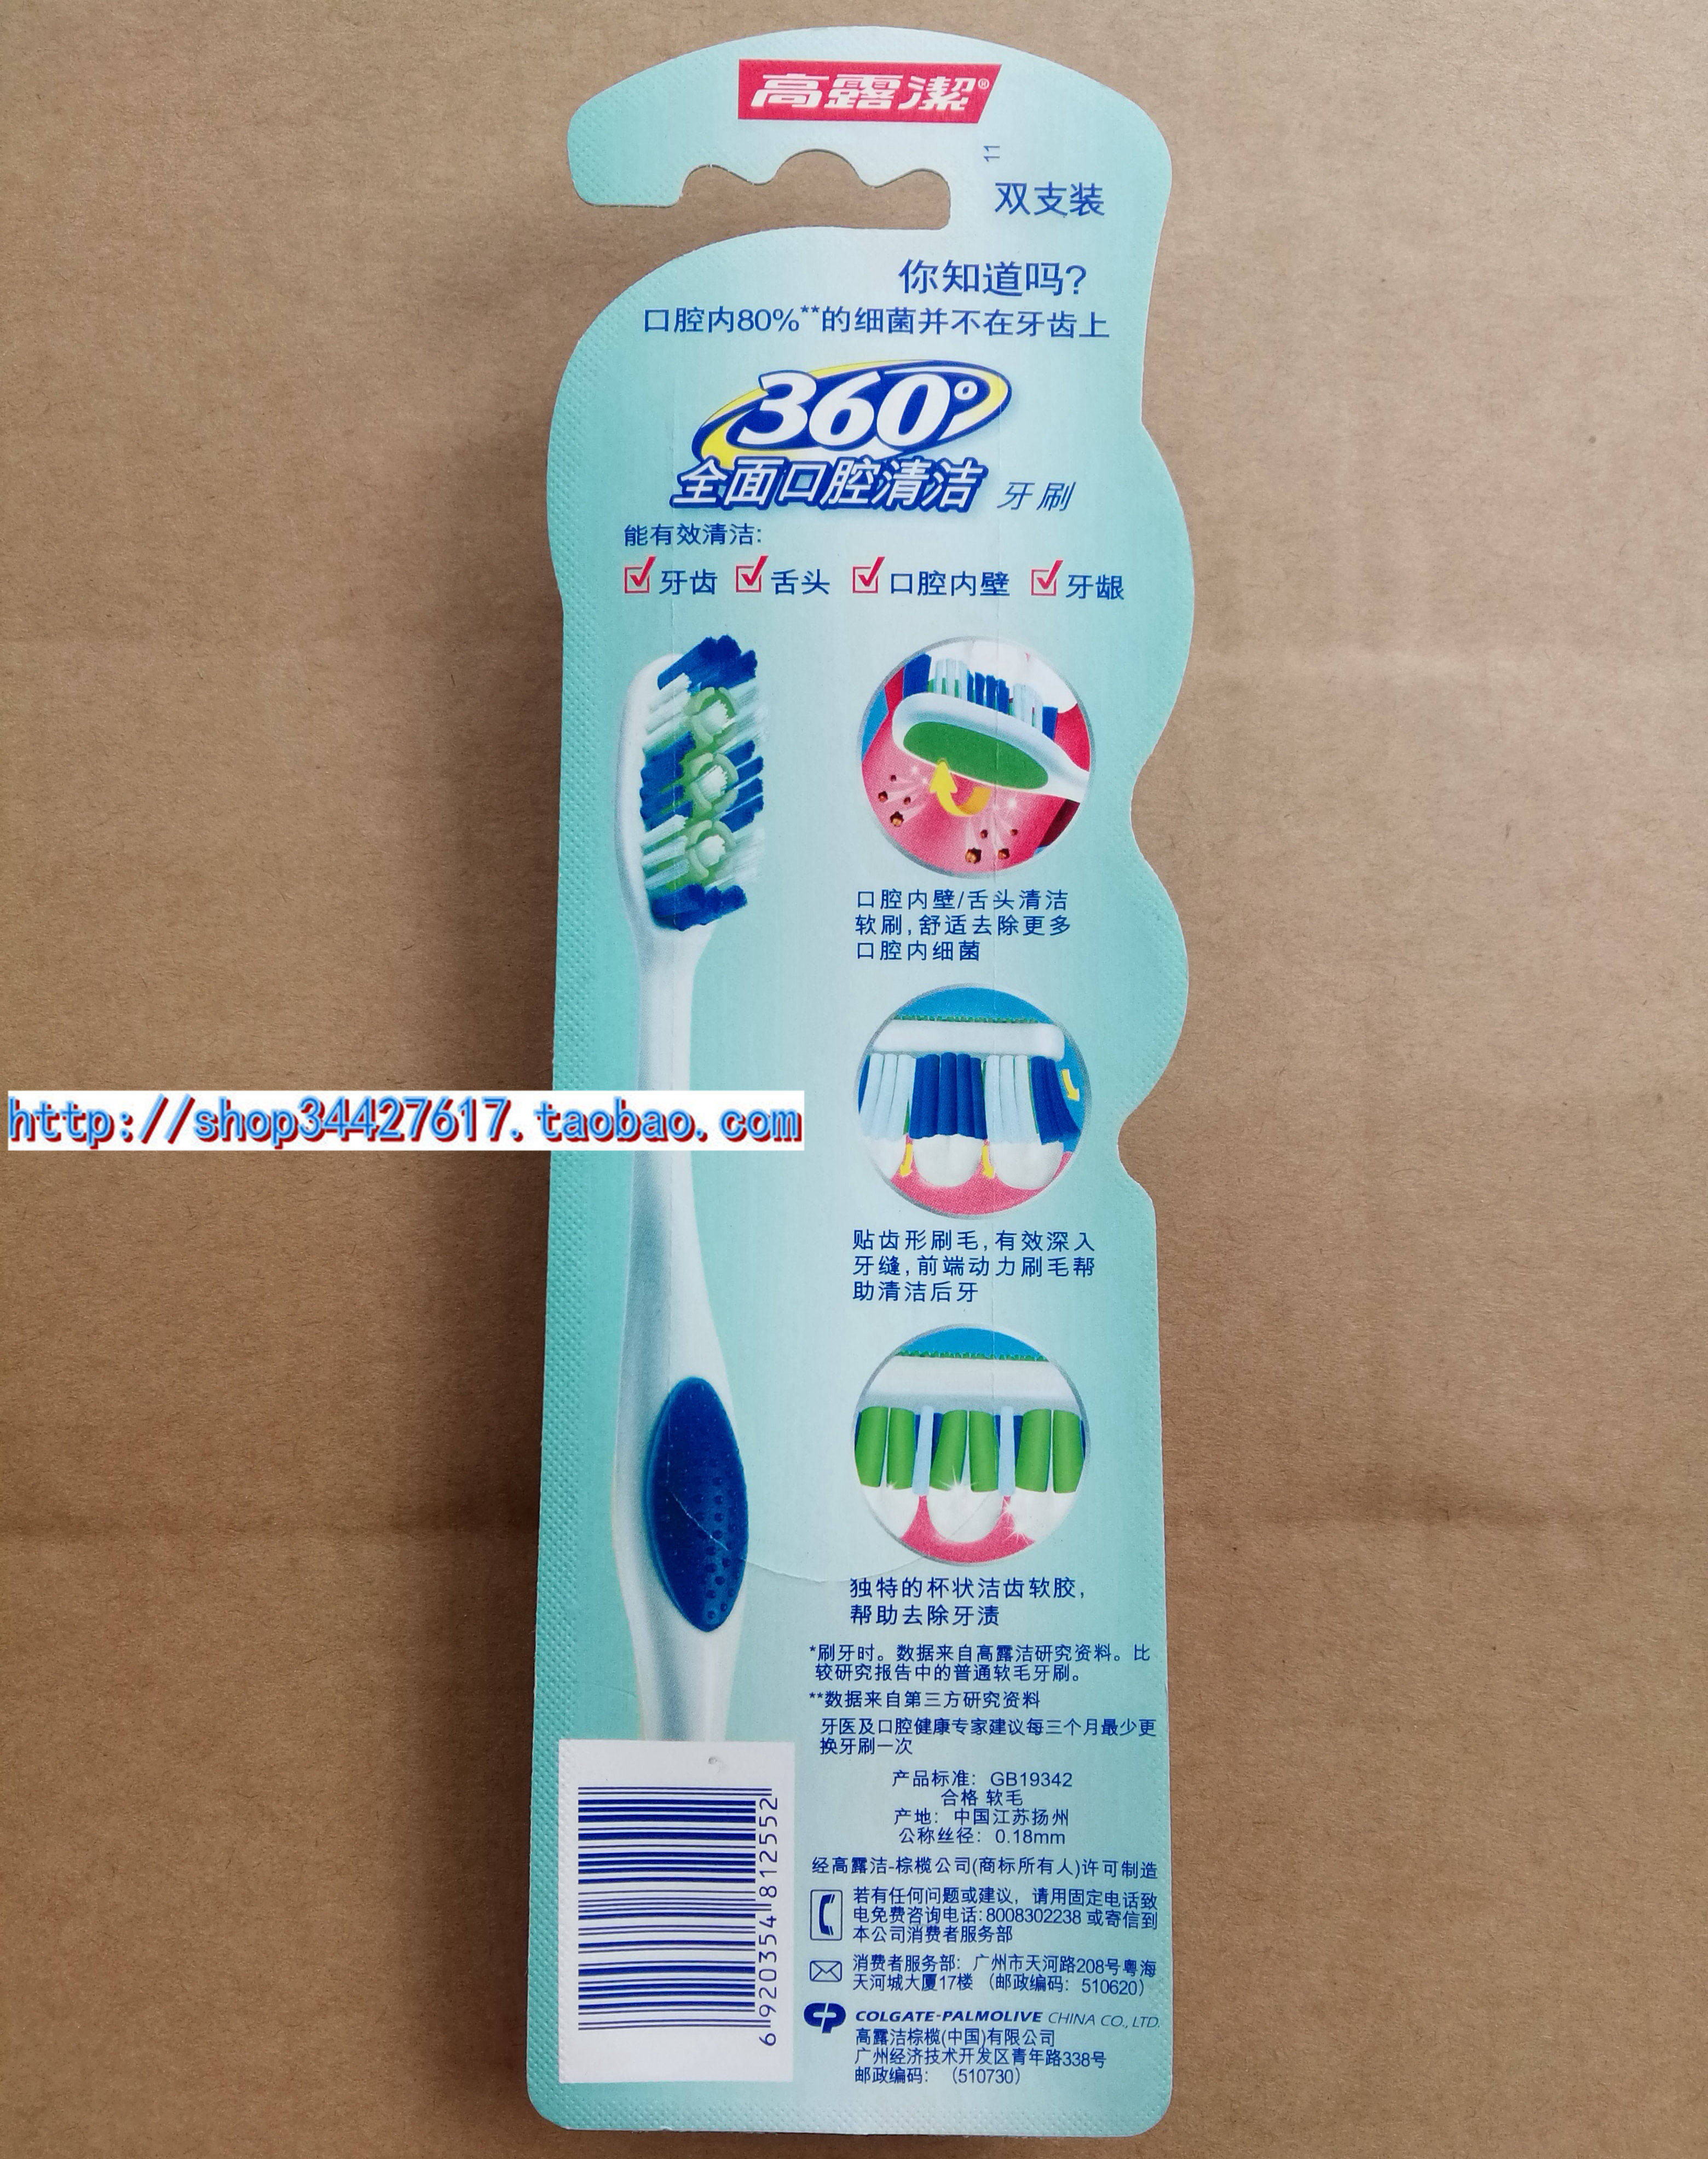 高露潔®
11
双支装
你知道吗?
口腔内80%**的细菌并不在牙齿上
360°
全面口腔清洁 牙刷
能有效清洁:
牙齿 舌头 口腔内壁 牙龈
口腔内壁/舌头清洁
软刷,舒适去除更多
口腔内细菌
http://shop34427617.taobao.com
贴齿形刷毛,有效深入
牙缝,前端动力刷毛帮
助清洁后牙
独特的杯状洁齿软胶,
帮助去除牙渍
*刷牙时。数据来自高露洁研究资料。比
较研究报告中的普通软毛牙刷。
**数据来自第三方研究资料
牙医及口腔健康专家建议每三个月最少更
换牙刷一次
产品标准: GB19342
合格 软毛
产地: 中国江苏扬州
公称丝径: 0.18mm
经高露洁-棕榄公司(商标所有人)许可制造
若有任何问题或建议, 请用固定电话致
电免费咨询电话:8008302238 或寄信到
本公司消费者服务部
消费者服务部: 广州市天河路208号粤海
天河城大厦17楼 (邮政编码: 510620)
CP COLGATE-PALMOLIVE CHINA CO., LTD.
高露洁棕榄(中国)有限公司
广州经济技术开发区青年路338号
邮政编码: (510730)
6 920354 812552